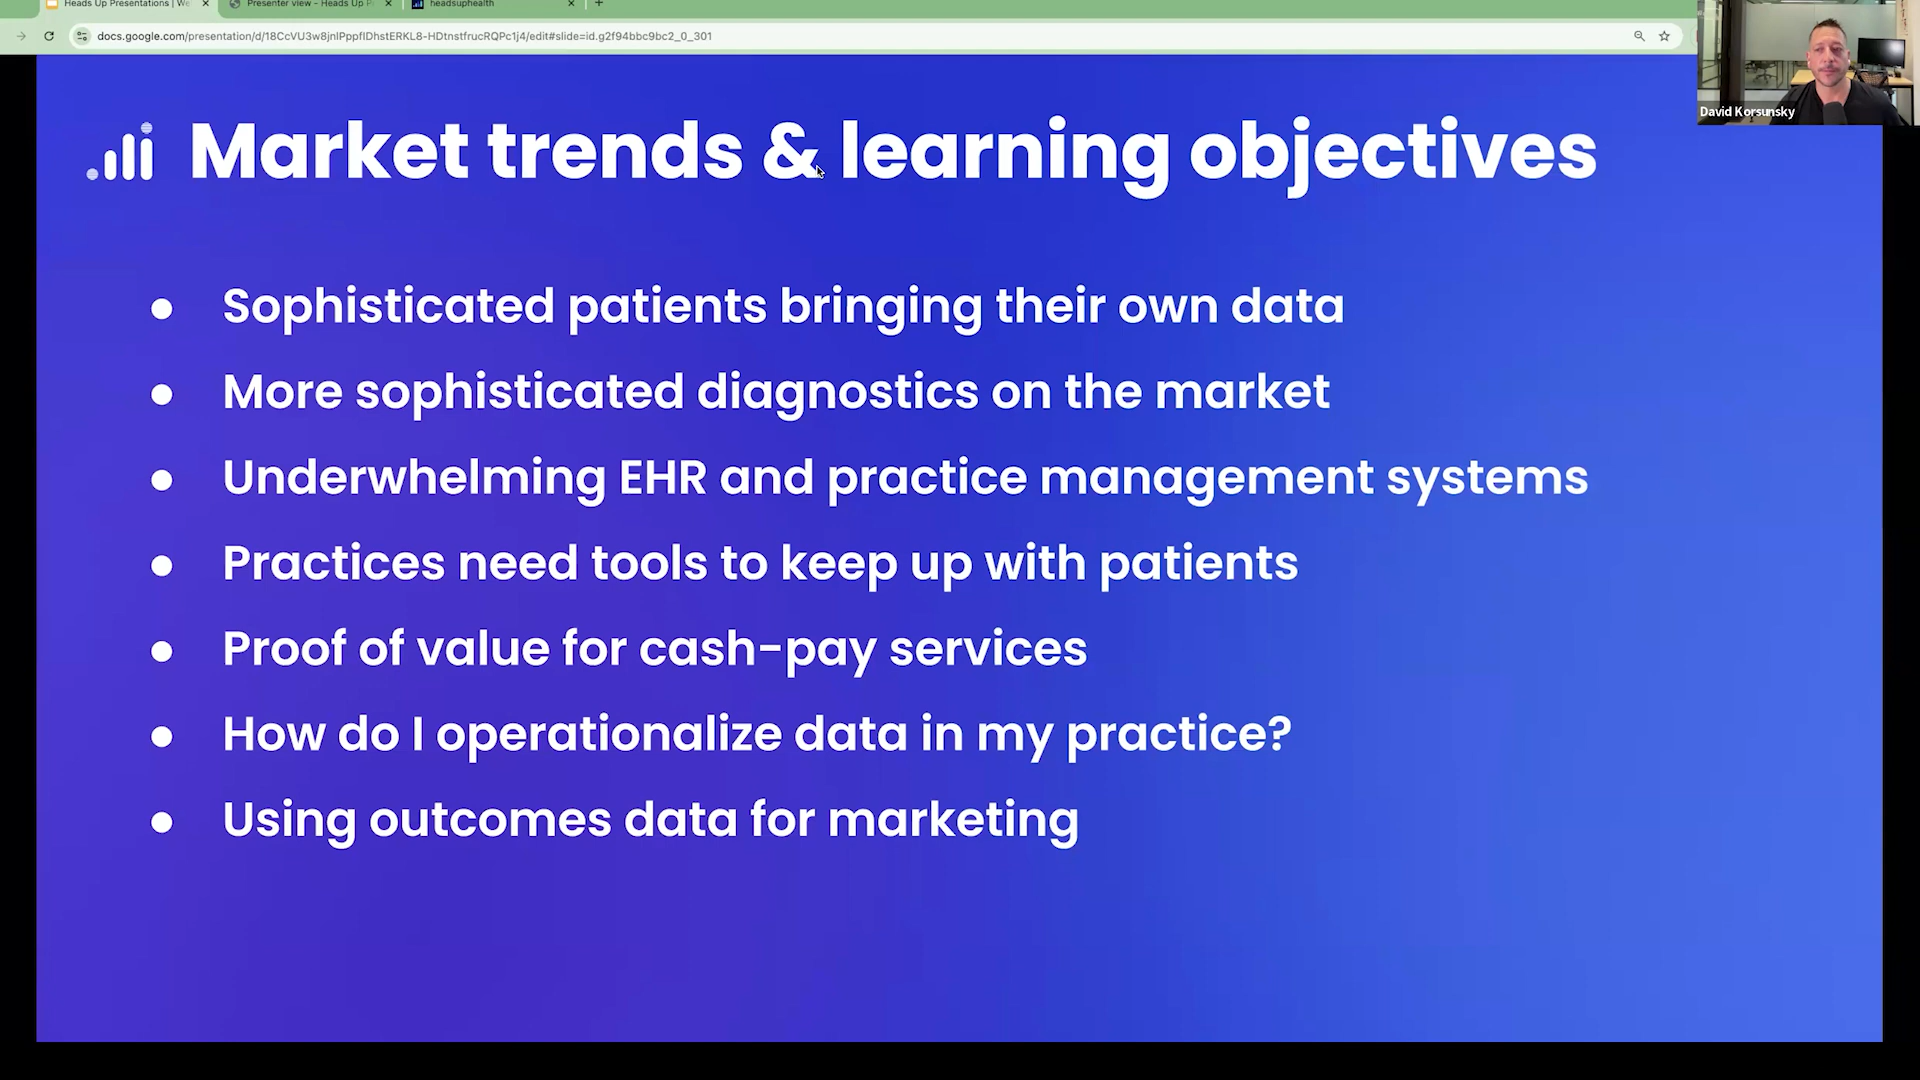 Heads Up Presentations | We
Presenter view - Heads Up P
headsuphealth
docs.google.com/presentation/d/18CcVU3w8jnIPppfIDhstERKL8-HDtnstfrucRQPc1j4/edit#slide=id.g2f94bbc9bc2_0_301
David Korsunsky
Market trends & learning objectives
● Sophisticated patients bringing their own data
● More sophisticated diagnostics on the market
● Underwhelming EHR and practice management systems
● Practices need tools to keep up with patients
● Proof of value for cash-pay services
● How do I operationalize data in my practice?
● Using outcomes data for marketing